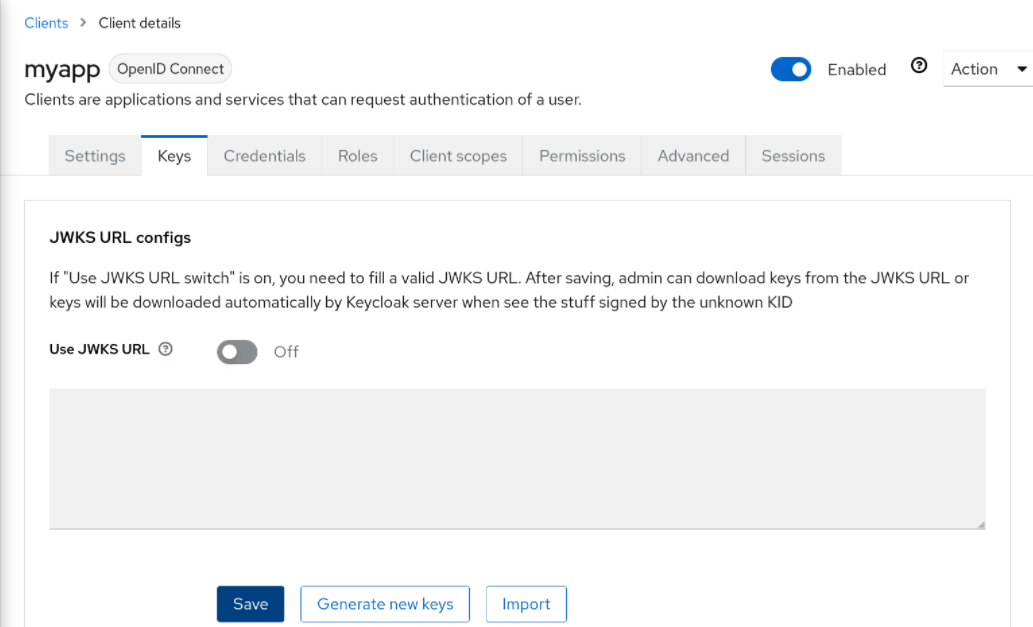 Clients > Client details
myapp OpenID Connect Enabled Action
Clients are applications and services that can request authentication of a user.
Settings Keys Credentials Roles Client scopes Permissions Advanced Sessions
JWKS URL configs
If "Use JWKS URL switch" is on, you need to fill a valid JWKS URL. After saving, admin can download keys from the JWKS URL or
keys will be downloaded automatically by Keycloak server when see the stuff signed by the unknown KID
Use JWKS URL Off
Save Generate new keys Import